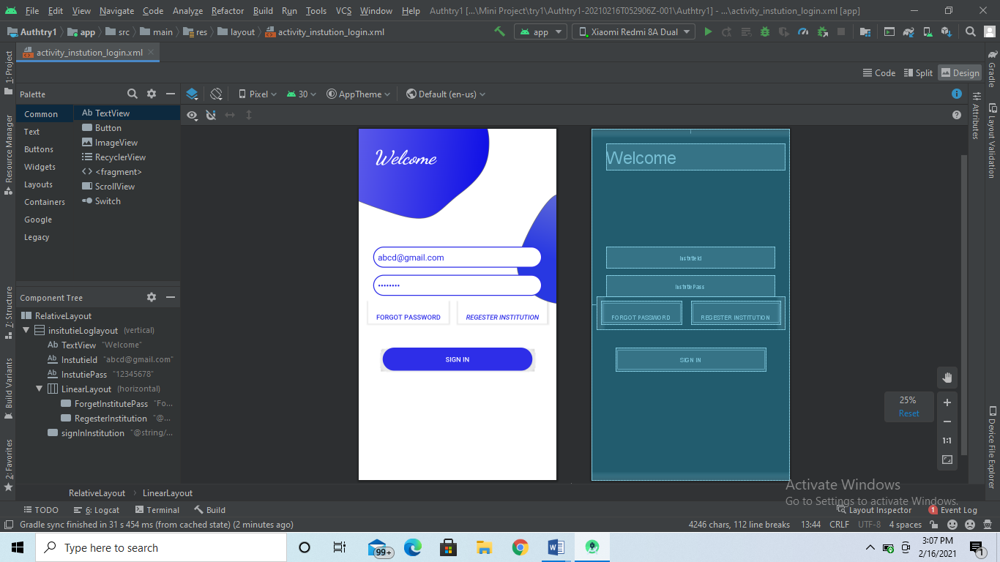 File Edit View Navigate Code Analyze Refactor Build Run Tools VCS Window Help Authtry1 [...\Mini Project\try1\Authtry1-20210216T052906Z-001\Authtry1] - ...\activity_instution_login.xml [app]
Authtry1 app src main res layout activity_instution_login.xml app Xiaomi Redmi 8A Dual
activity_instution_login.xml
Code Split Design
Palette Pixel 30 AppTheme Default (en-us)
Common
Text
Buttons
Widgets
Layouts
Containers
Google
Legacy
Ab TextView
Button
ImageView
RecyclerView
<fragment>
ScrollView
Switch
Component Tree
RelativeLayout
insitutieLoglayout (vertical)
Ab TextView "Welcome"
Ab InstutieId "abcd@gmail.com"
Ab InstutiePass "12345678"
LinearLayout (horizontal)
ForgetInstitutePass "Fo...
RegesterInstitution "@...
signInInstitution "@string/...
1: Project
Resource Manager
7: Structure
Build Variants
2: Favorites
Welcome
abcd@gmail.com
••••••••
FORGOT PASSWORD REGESTER INSTITUTION
SIGN IN
Welcome
InstutieId
InstutiePass
FORGOT PASSWORD REGESTER INSTITUTION
SIGN IN
25%
Reset
1:1
Gradle
Attributes
Layout Validation
Device File Explorer
RelativeLayout LinearLayout
Activate Windows
Go to Settings to activate Windows.
TODO 6: Logcat Terminal Build Layout Inspector 1 Event Log
Gradle sync finished in 31 s 454 ms (from cached state) (2 minutes ago) 4246 chars, 112 line breaks 13:44 CRLF UTF-8 4 spaces
Type here to search
99+
3:07 PM
2/16/2021
1